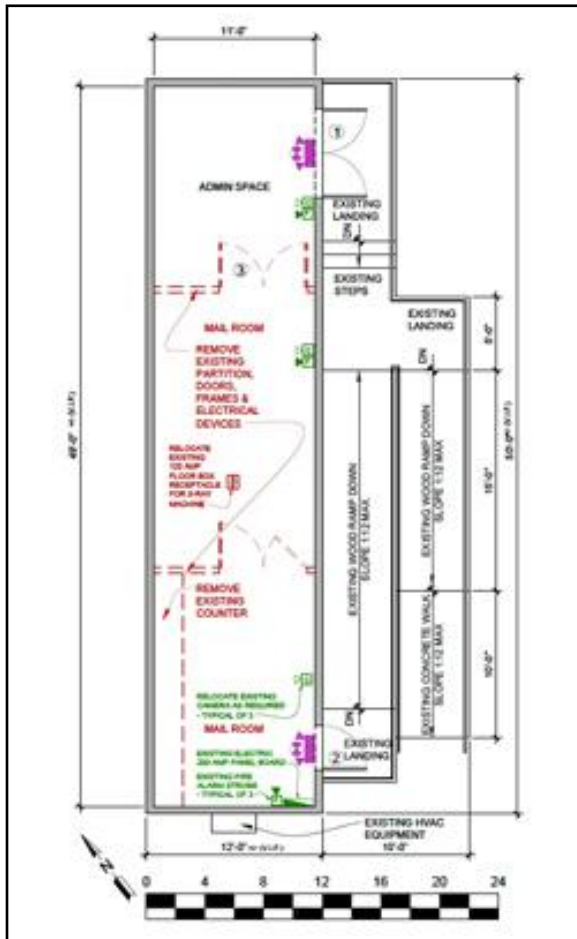 11'-0"
①
ADMIN SPACE
EXISTING
LANDING
DN
EXISTING
STEPS
③
EXISTING
LANDING
DN
MAIL ROOM
REMOVE
EXISTING
PARTITION,
DOORS,
FRAMES &
ELECTRICAL
DEVICES
RELOCATE
EXISTING
FLOOR BOX
RECEPTACLE
FOR X-RAY
MACHINE
EXISTING WOOD RAMP DOWN
SLOPE 1:12 MAX
EXISTING WOOD RAMP DOWN
SLOPE 1:12 MAX
REMOVE
EXISTING
COUNTER
EXISTING CONCRETE WALK
SLOPE 1:12 MAX
10'-0"
RELOCATE EXISTING
CAMERA AS REQUIRED
- TYPICAL OF 3
MAIL ROOM
DN
EXISTING ELECTRIC
200 AMP PANEL BOARD
②
EXISTING
LANDING
EXISTING FIRE
ALARM STROBE
- TYPICAL OF 3
EXISTING HVAC
EQUIPMENT
12'-0"
10'-0"
N
0 4 8 12 16 20 24